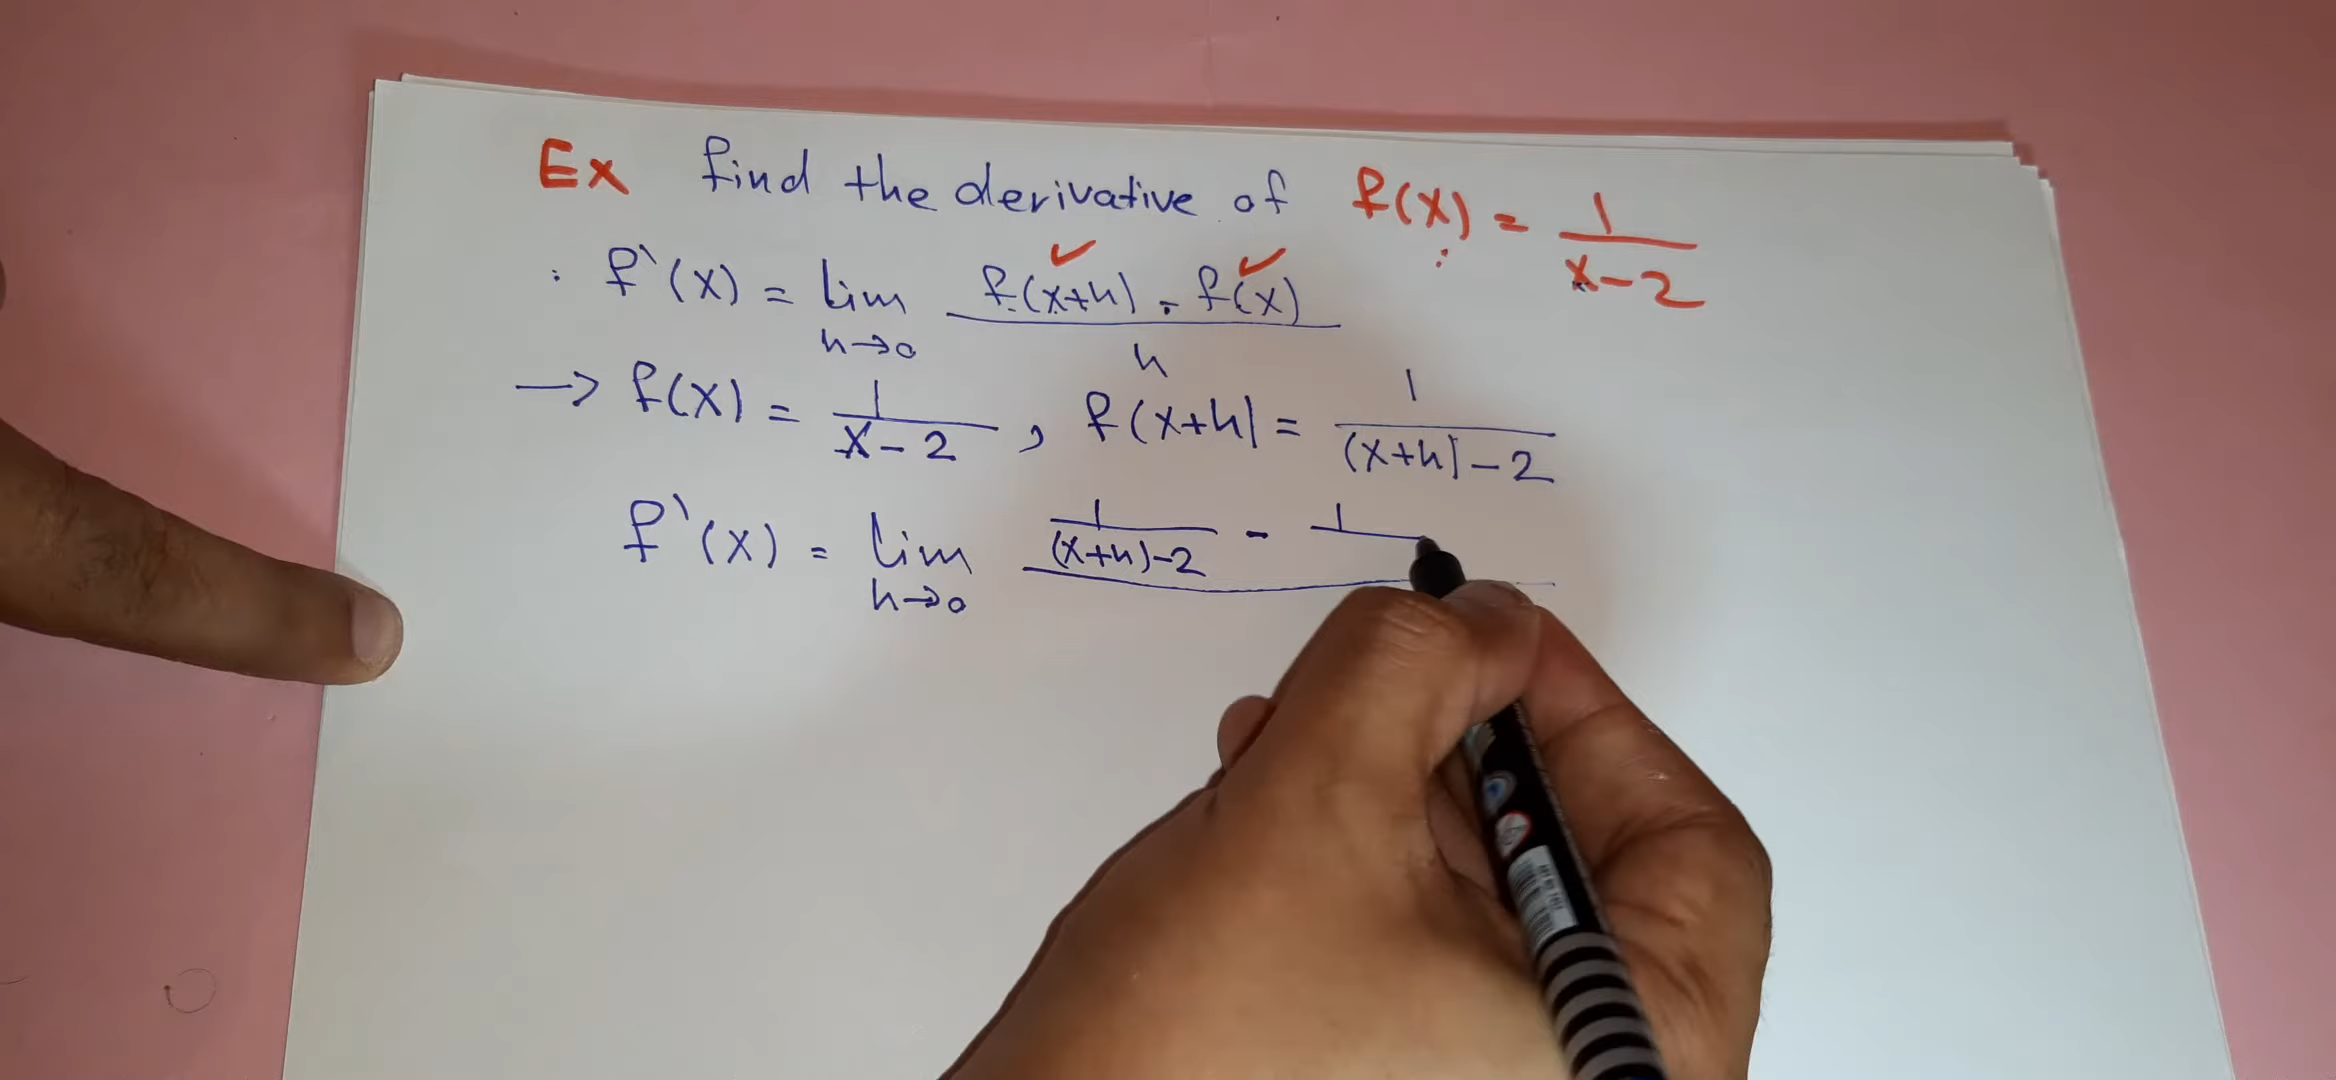 Ex find the derivative of f(x) = 1/(x-2)
: f`(x) = lim h→0 (f(x+h) - f(x))/h
→ f(x) = 1/(x-2) , f(x+h) = 1/((x+h)-2)
f`(x) = lim h→0 1/((x+h)-2) - 1/